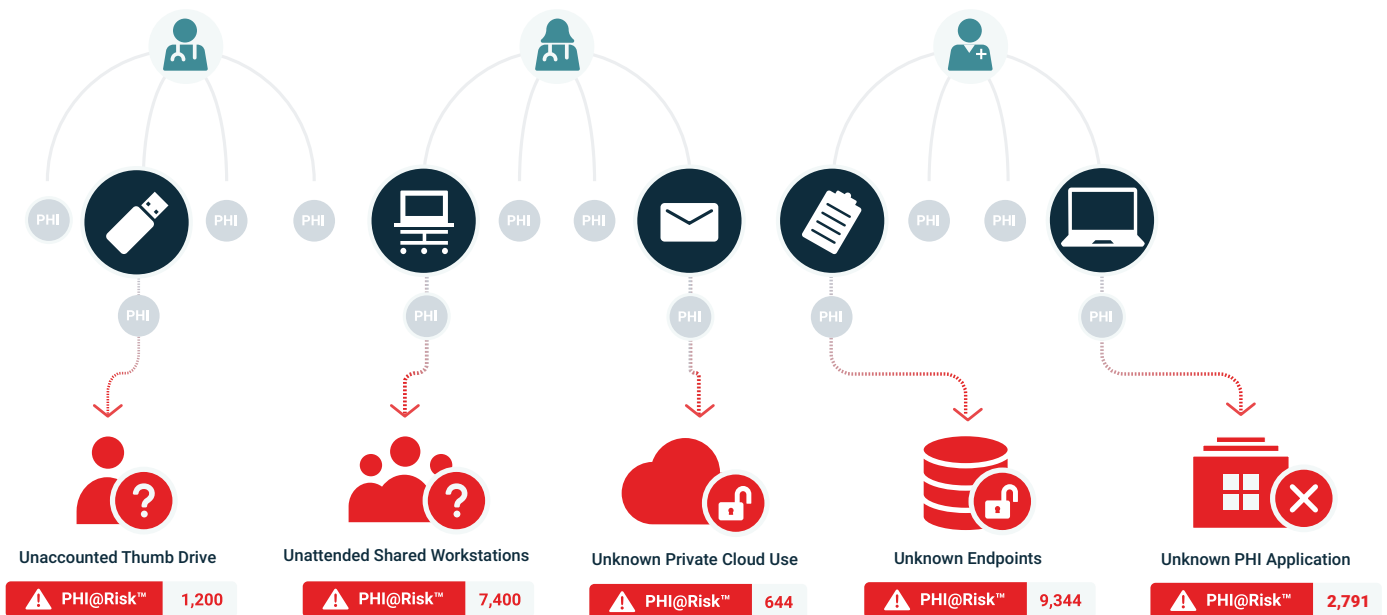 PHI
PHI
PHI
PHI
PHI
PHI
PHI
PHI
PHI
PHI
PHI
PHI
Unaccounted Thumb Drive
Unattended Shared Workstations
Unknown Private Cloud Use
Unknown Endpoints
Unknown PHI Application
PHI@Risk™ 1,200
PHI@Risk™ 7,400
PHI@Risk™ 644
PHI@Risk™ 9,344
PHI@Risk™ 2,791